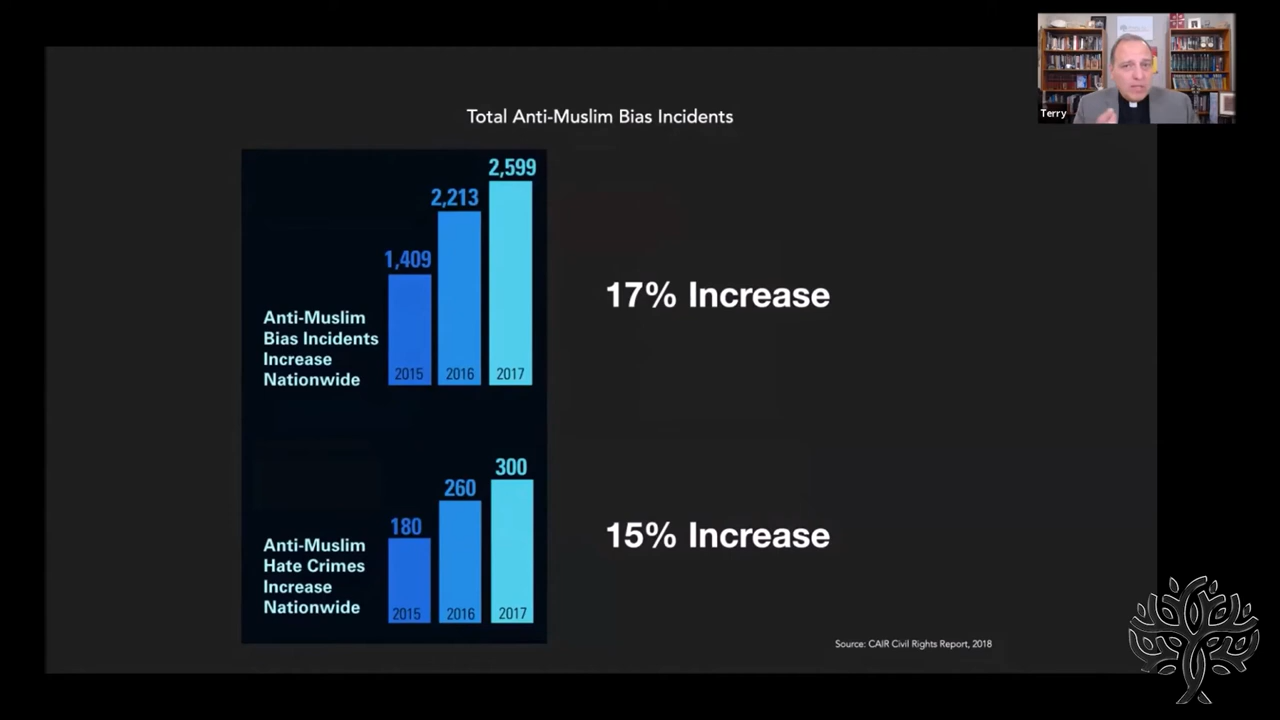 Terry
Total Anti-Muslim Bias Incidents
2,599
2,213
1,409
Anti-Muslim
Bias Incidents
Increase
Nationwide
2015
2016
2017
17% Increase
300
260
180
Anti-Muslim
Hate Crimes
Increase
Nationwide
2015
2016
2017
15% Increase
Source: CAIR Civil Rights Report, 2018